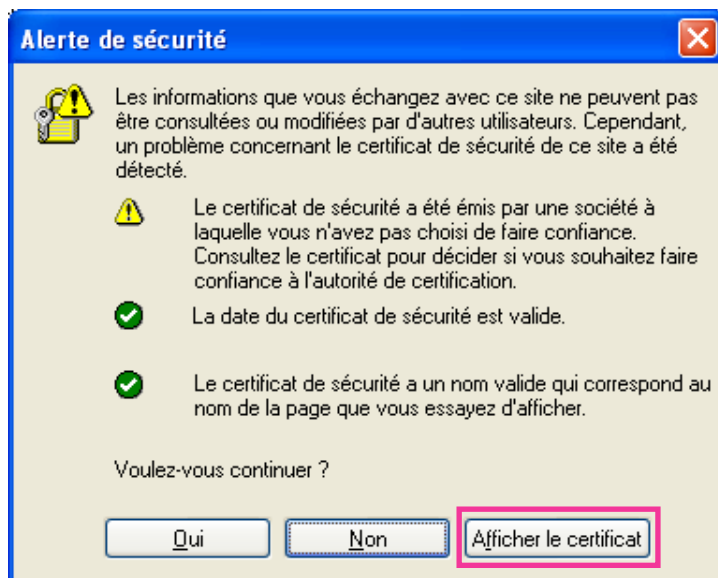 Alerte de sécurité
Les informations que vous échangez avec ce site ne peuvent pas
être consultées ou modifiées par d'autres utilisateurs. Cependant,
un problème concernant le certificat de sécurité de ce site a été
détecté.
Le certificat de sécurité a été émis par une société à
laquelle vous n'avez pas choisi de faire confiance.
Consultez le certificat pour décider si vous souhaitez faire
confiance à l'autorité de certification.
La date du certificat de sécurité est valide.
Le certificat de sécurité a un nom valide qui correspond au
nom de la page que vous essayez d'afficher.
Voulez-vous continuer ?
Oui Non Afficher le certificat